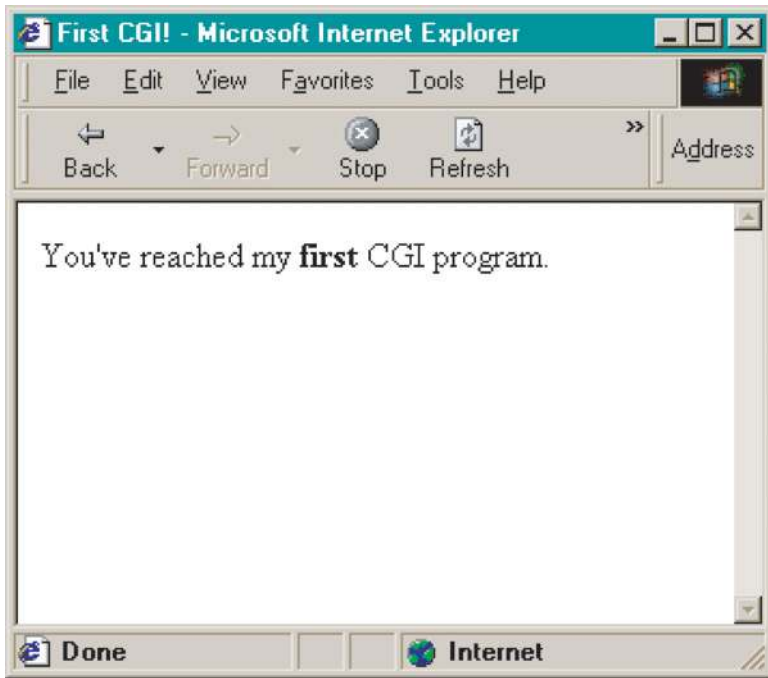 First CGI! - Microsoft Internet Explorer
File Edit View Favorites Tools Help
Back Forward Stop Refresh » Address
You've reached my first CGI program.
Done Internet